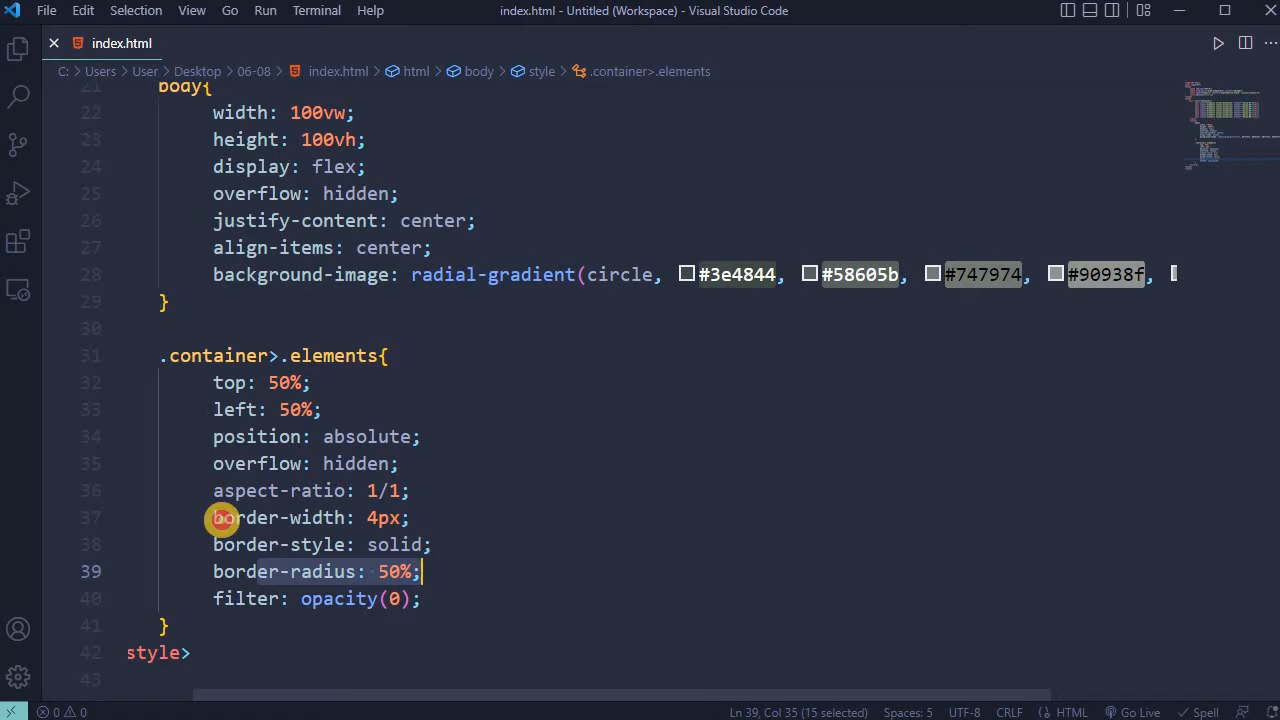 File Edit Selection View Go Run Terminal Help index.html - Untitled (Workspace) - Visual Studio Code
index.html
C: > Users > User > Desktop > 06-08 > index.html > html > body > style > .container>.elements
21 body{
22 width: 100vw;
23 height: 100vh;
24 display: flex;
25 overflow: hidden;
26 justify-content: center;
27 align-items: center;
28 background-image: radial-gradient(circle, #3e4844, #58605b, #747974, #90938f,
29 }
30
31 .container>.elements{
32 top: 50%;
33 left: 50%;
34 position: absolute;
35 overflow: hidden;
36 aspect-ratio: 1/1;
37 border-width: 4px;
38 border-style: solid;
39 border-radius: 50%;
40 filter: opacity(0);
41 }
42 style>
43
0 0 Ln 39, Col 35 (15 selected) Spaces: 5 UTF-8 CRLF HTML Go Live Spell